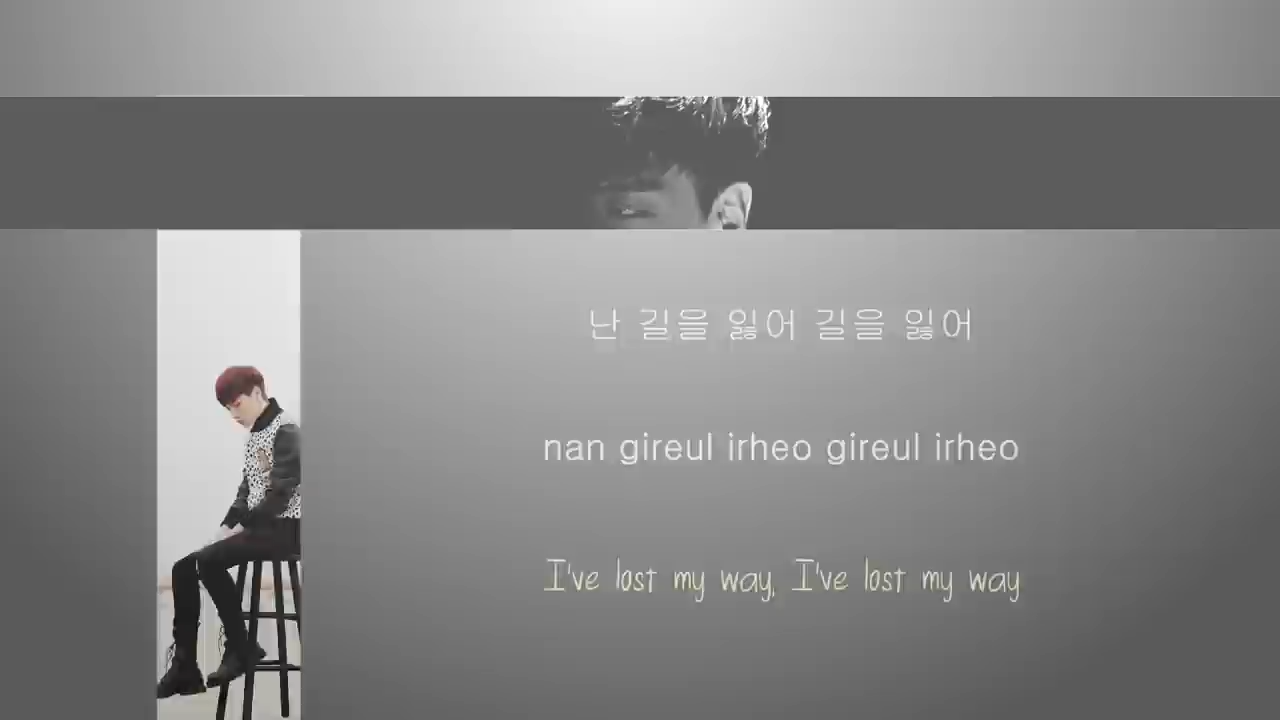 난 길을 잃어 길을 잃어
nan gireul irheo gireul irheo
I've lost my way, I've lost my way